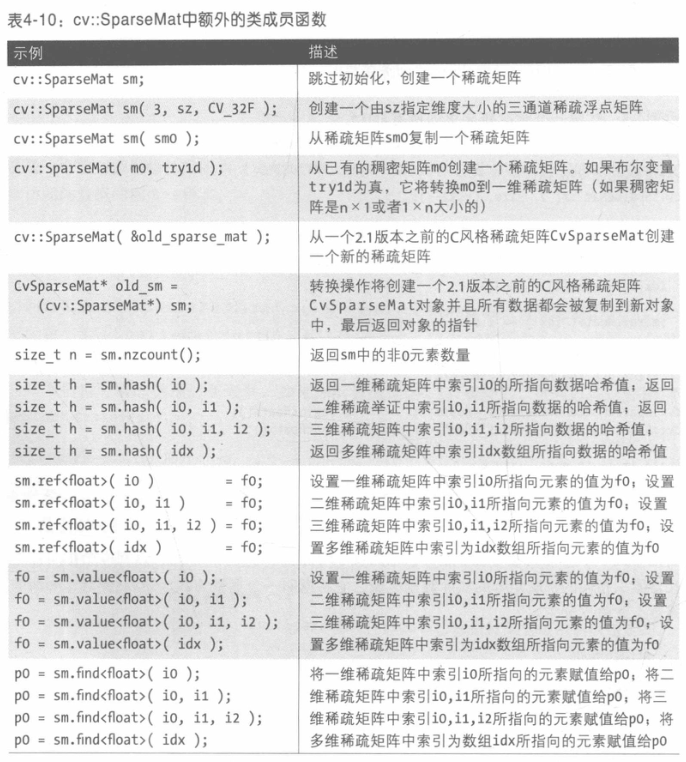 表4-10：cv::SparseMat中额外的类成员函数
示例 描述
cv::SparseMat sm; 跳过初始化，创建一个稀疏矩阵
cv::SparseMat sm( 3, sz, CV_32F ); 创建一个由sz指定维度大小的三通道稀疏浮点矩阵
cv::SparseMat sm( sm0 ); 从稀疏矩阵sm0复制一个稀疏矩阵
cv::SparseMat( m0, try1d ); 从已有的稠密矩阵m0创建一个稀疏矩阵。如果布尔变量
try1d为真，它将转换m0到一维稀疏矩阵（如果稠密矩
阵是n×1或者1×n大小的）
cv::SparseMat( &old_sparse_mat ); 从一个2.1版本之前的C风格稀疏矩阵CvSparseMat创建
一个新的稀疏矩阵
CvSparseMat* old_sm = 转换操作将创建一个2.1版本之前的C风格稀疏矩阵
(cv::SparseMat*) sm; CvSparseMat对象并且所有数据都会被复制到新对象
中，最后返回对象的指针
size_t n = sm.nzcount(); 返回sm中的非0元素数量
size_t h = sm.hash( i0 ); 返回一维稀疏矩阵中索引i0的所指向数据哈希值；返回
size_t h = sm.hash( i0, i1 ); 二维稀疏举证中索引i0,i1所指向数据的哈希值；返回
size_t h = sm.hash( i0, i1, i2 ); 三维稀疏矩阵中索引i0,i1,i2所指向数据的哈希值；
size_t h = sm.hash( idx ); 返回多维稀疏矩阵中索引idx数组所指向数据的哈希值
sm.ref<float>( i0 ) = f0; 设置一维稀疏矩阵中索引i0所指向元素的值为f0；设置
sm.ref<float>( i0, i1 ) = f0; 二维稀疏矩阵中索引i0,i1所指向元素的值为f0；设置
sm.ref<float>( i0, i1, i2 ) = f0; 三维稀疏矩阵中索引i0,i1,i2所指向元素的值为f0；设
sm.ref<float>( idx ) = f0; 置多维稀疏矩阵中索引为idx数组所指向元素的值为f0
f0 = sm.value<float>( i0 ); 设置一维稀疏矩阵中索引i0所指向元素的值为f0；设置
f0 = sm.value<float>( i0, i1 ); 二维稀疏矩阵中索引i0,i1所指向元素的值为f0；设置
f0 = sm.value<float>( i0, i1, i2 ); 三维稀疏矩阵中索引i0,i1,i2所指向元素的值为f0；设
f0 = sm.value<float>( idx ); 置多维稀疏矩阵中索引为idx数组所指向元素的值为f0
p0 = sm.find<float>( i0 ); 将一维稀疏矩阵中索引i0所指向的元素赋值给p0；将二
p0 = sm.find<float>( i0, i1 ); 维稀疏矩阵中索引i0,i1所指向的元素赋值给p0；将三
p0 = sm.find<float>( i0, i1, i2 ); 维稀疏矩阵中索引i0,i1,i2所指向的元素赋值给p0；将
p0 = sm.find<float>( idx ); 多维稀疏矩阵中索引为数组idx所指向的元素赋值给p0